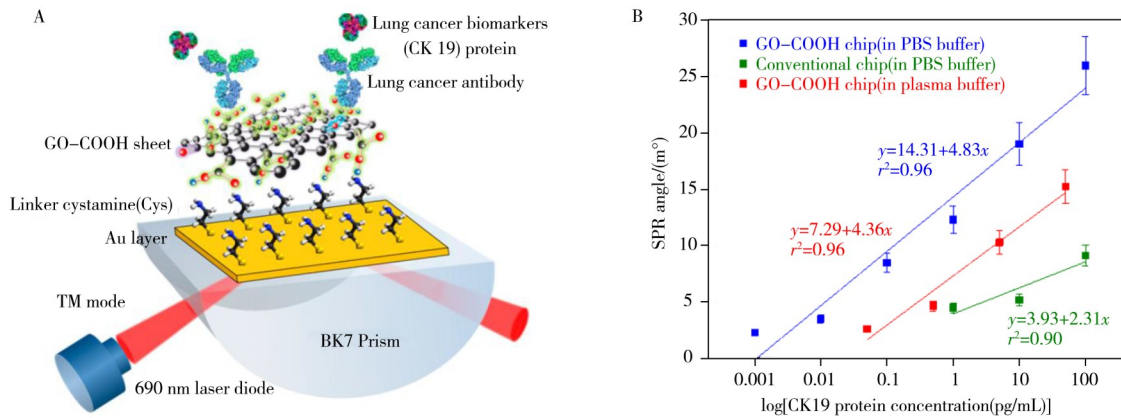 A
Lung cancer biomarkers
(CK 19) protein
Lung cancer antibody
GO-COOH sheet
Linker cystamine(Cys)
Au layer
TM mode
BK7 Prism
690 nm laser diode
B
SPR angle/(m°)
30
25
20
15
10
5
0
GO-COOH chip(in PBS buffer)
Conventional chip(in PBS buffer)
GO-COOH chip(in plasma buffer)
y=14.31+4.83x
r²=0.96
y=7.29+4.36x
r²=0.96
y=3.93+2.31x
r²=0.90
0.001 0.01 0.1 1 10 100
log[CK19 protein concentration(pg/mL)]